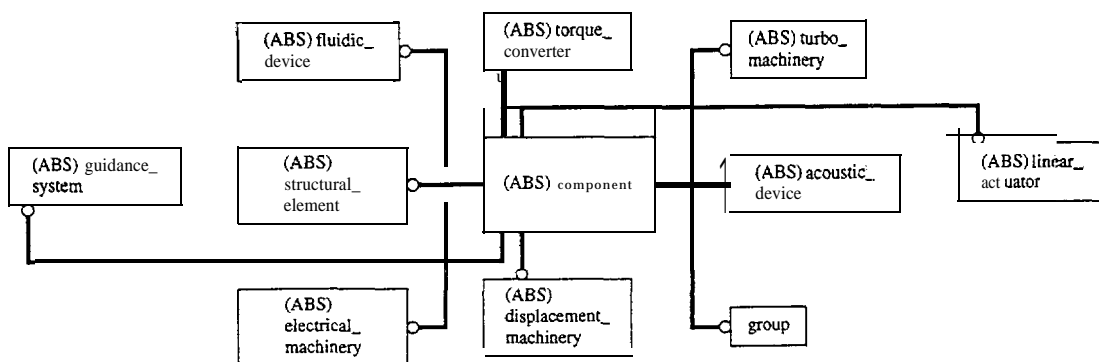 (ABS) fluidic_
device
(ABS) torque_
converter
(ABS) turbo_
machinery
(ABS) guidance_
system
(ABS)
structural_
element
(ABS) component
(ABS) acoustic_
device
(ABS) linear_
act uator
(ABS)
electrical_
machinery
(ABS)
displacement_
machinery
group